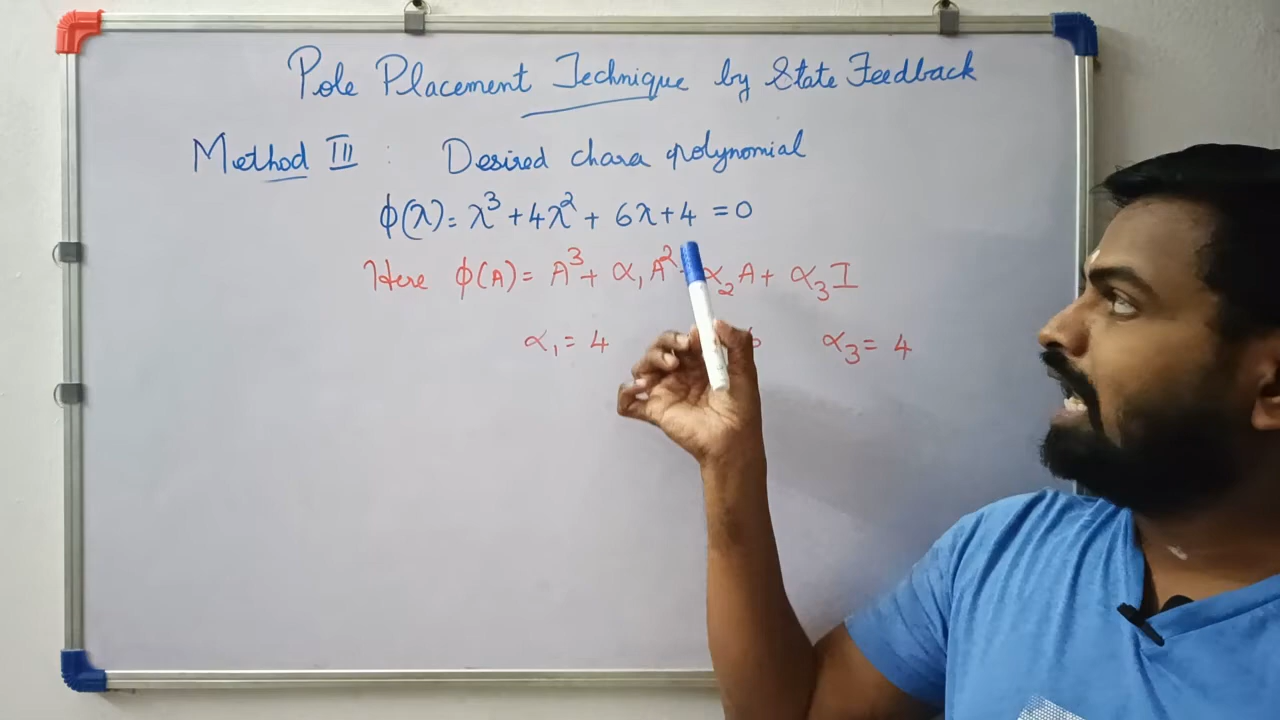 Pole Placement Technique by State Feedback
Method III : Desired chara polynomial
ϕ(λ) = λ³ + 4λ² + 6λ + 4 = 0
Here ϕ(A) = A³ + α₁A² α₂A + α₃I
α₁ = 4 α₃ = 4